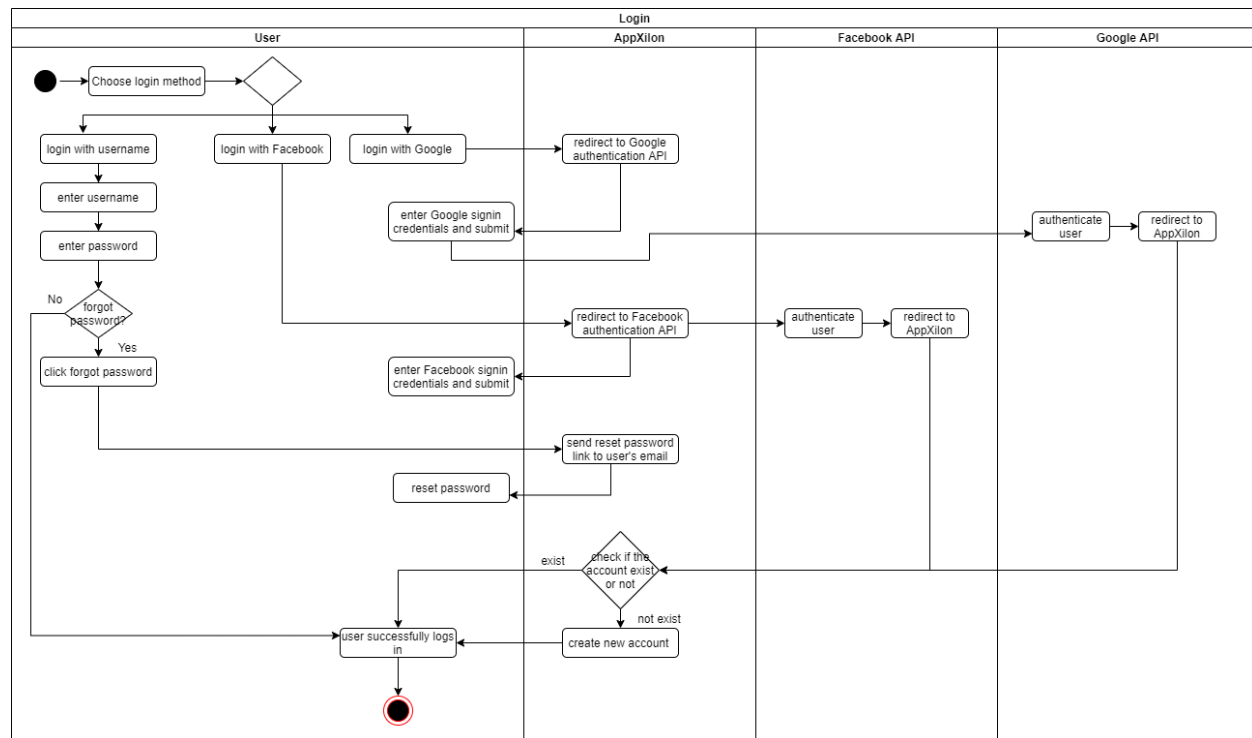 Login
User
AppXilon
Facebook API
Google API
Choose login method
login with username
login with Facebook
login with Google
redirect to Google
authentication API
enter username
enter Google signin
credentials and submit
authenticate
user
redirect to
AppXilon
enter password
No
forgot
password?
Yes
redirect to Facebook
authentication API
authenticate
user
redirect to
AppXilon
click forgot password
enter Facebook signin
credentials and submit
send reset password
link to user's email
reset password
exist
check if the
account exist
or not
not exist
user successfully logs
in
create new account